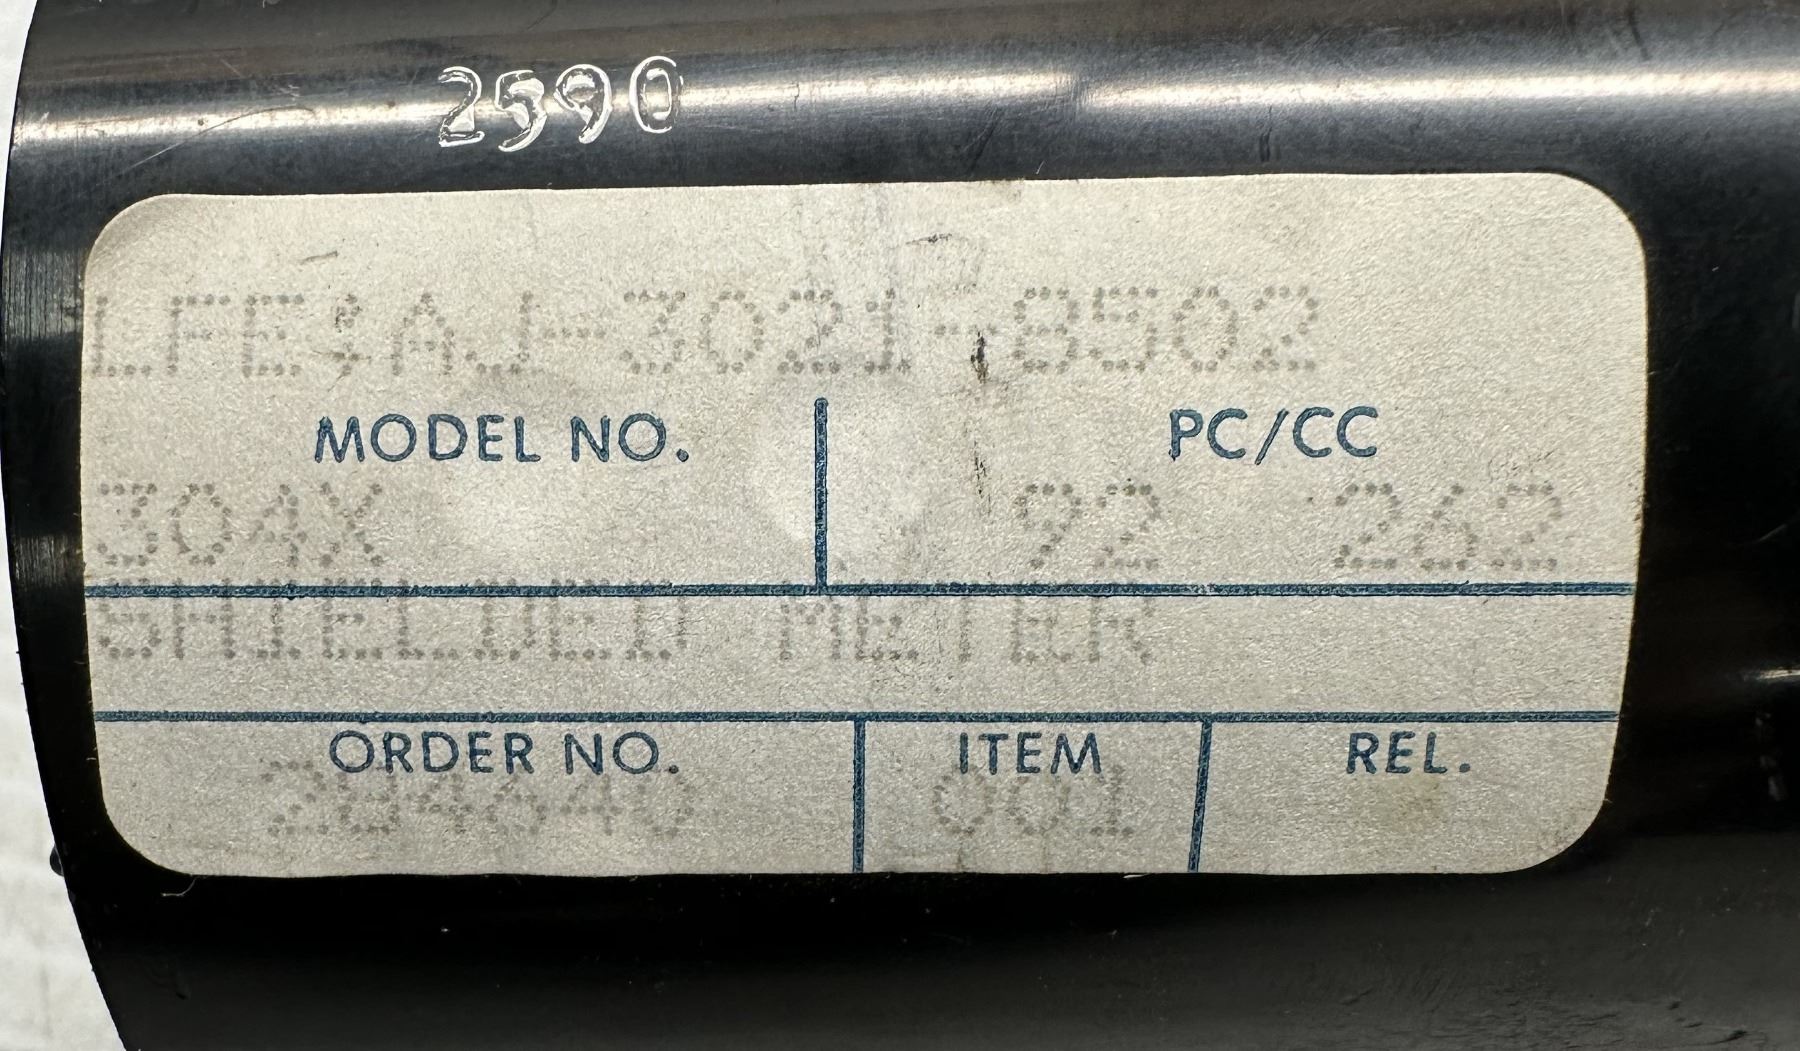 2590
LFE;AJ-3021-8502
MODEL NO. PC/CC
304X 92 262
SHIELDED METER
ORDER NO. ITEM REL.
284640 001